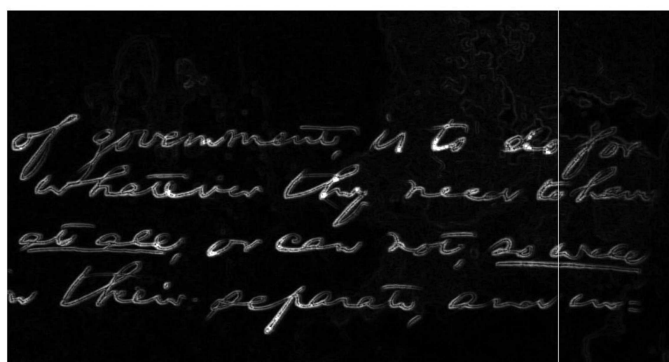 of government, is to do for
whatever they need to have
at all, or can not, so well
in their separate, and in=